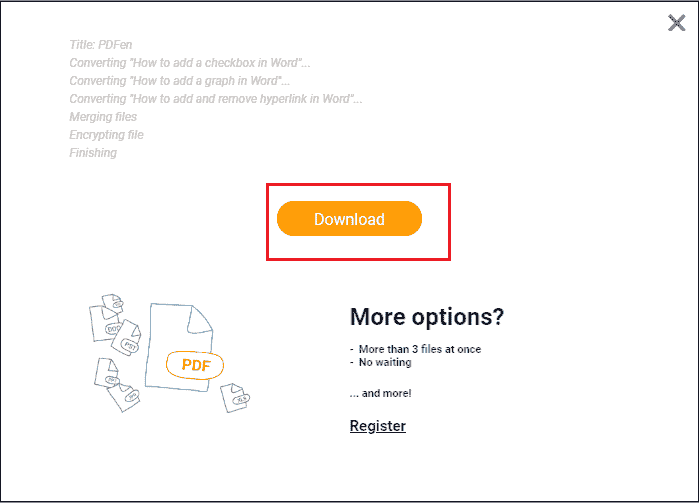 Title: PDFen
Converting "How to add a checkbox in Word"...
Converting "How to add a graph in Word"...
Converting "How to add and remove hyperlink in Word"...
Merging files
Encrypting file
Finishing
Download
DOC
PDF
More options?
- More than 3 files at once
- No waiting
... and more!
Register